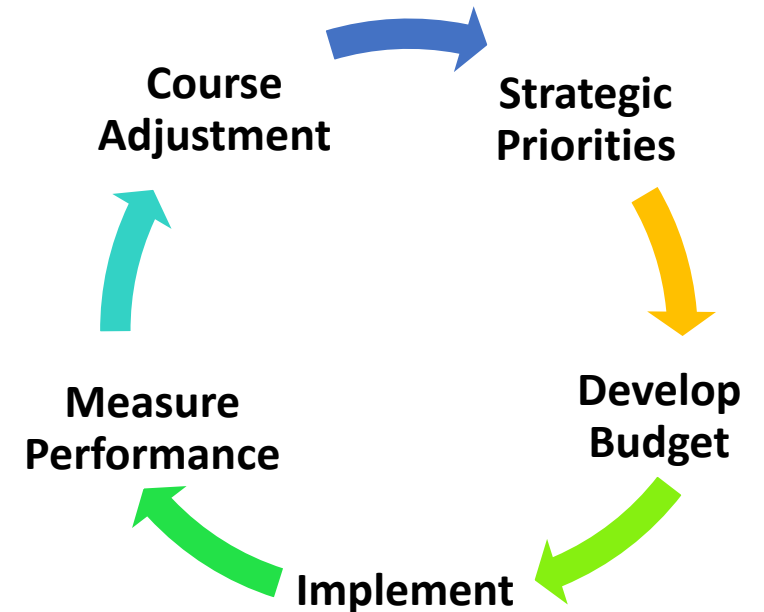 Course
Adjustment
Strategic
Priorities
Develop
Budget
Implement
Measure
Performance